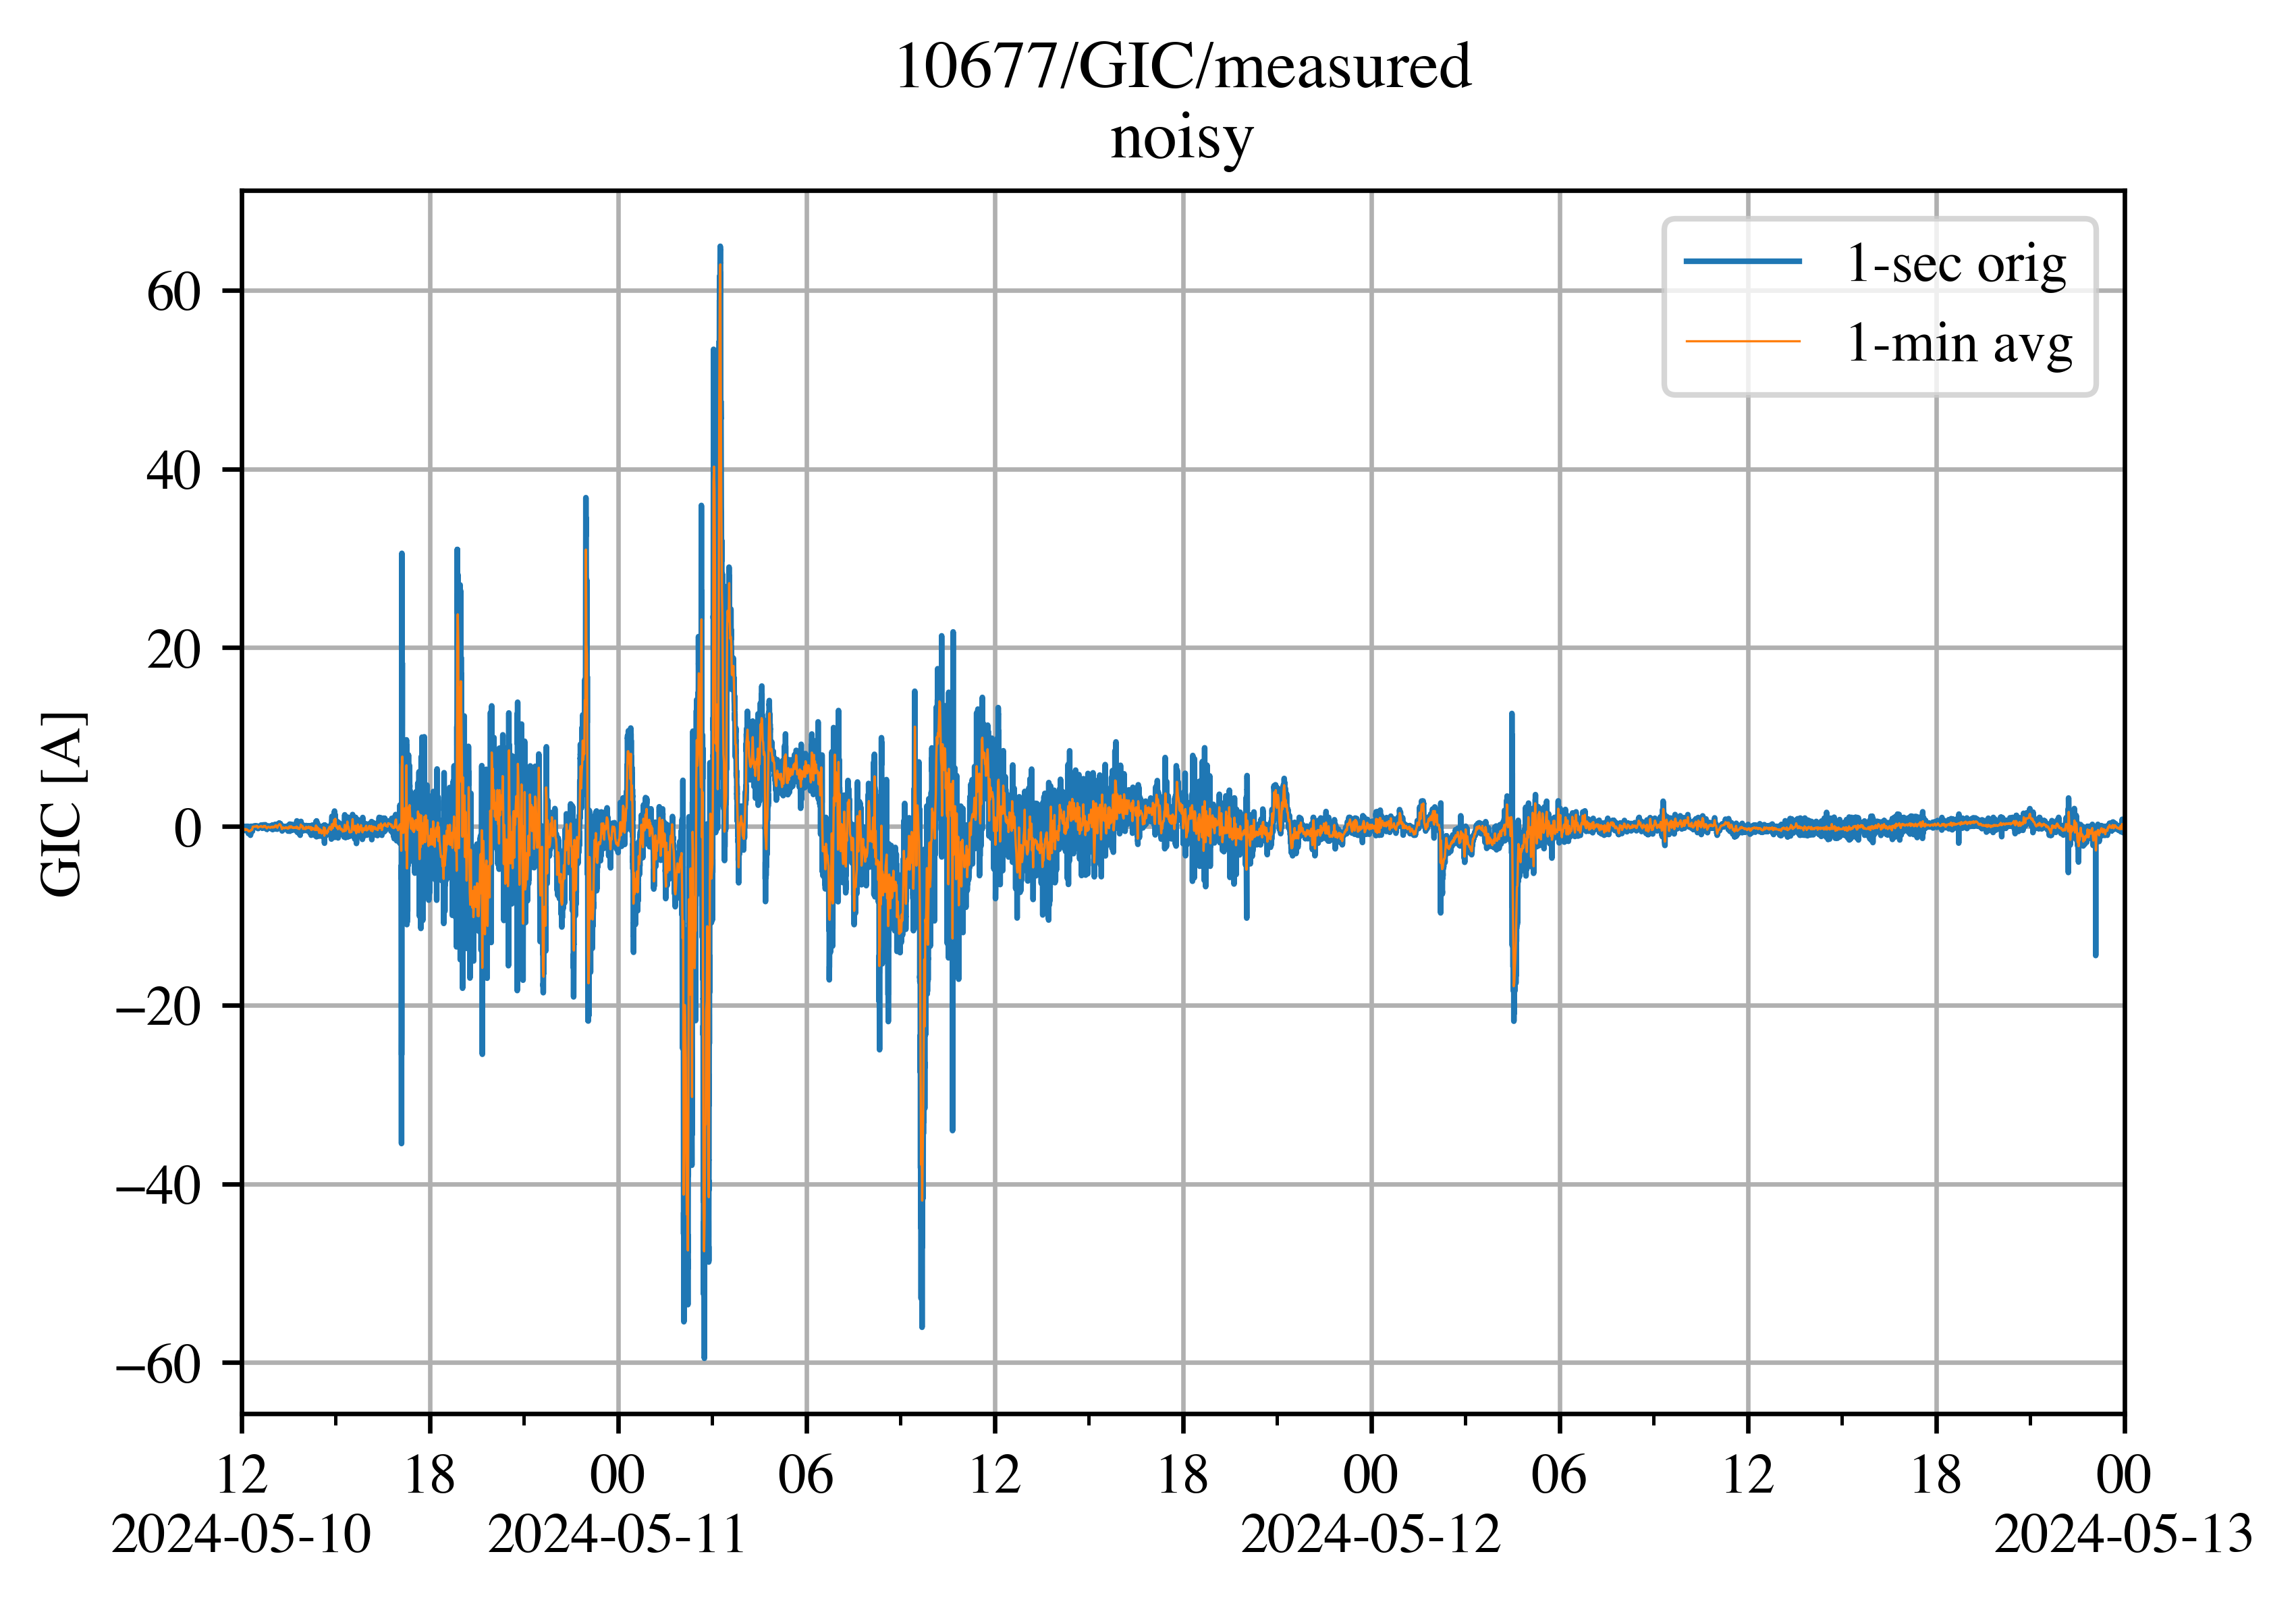 10677/GIC/measured
noisy
1-sec orig
1-min avg
GIC [A]
60
40
20
0
−20
−40
−60
12 18 00 06 12 18 00 06 12 18 00
2024-05-10 2024-05-11 2024-05-12 2024-05-13